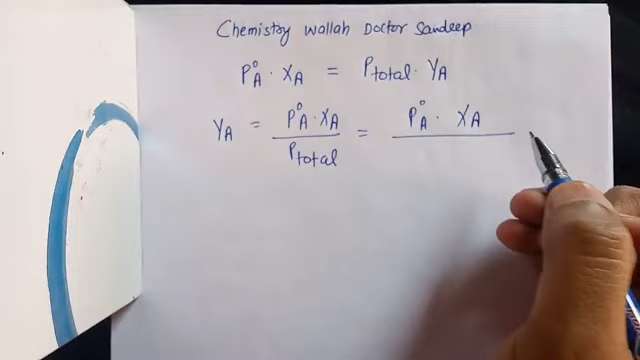 Chemistry wallah Doctor Sandeep
P°A · XA = Ptotal · YA
YA = P°A · XA / Ptotal = P°A · XA